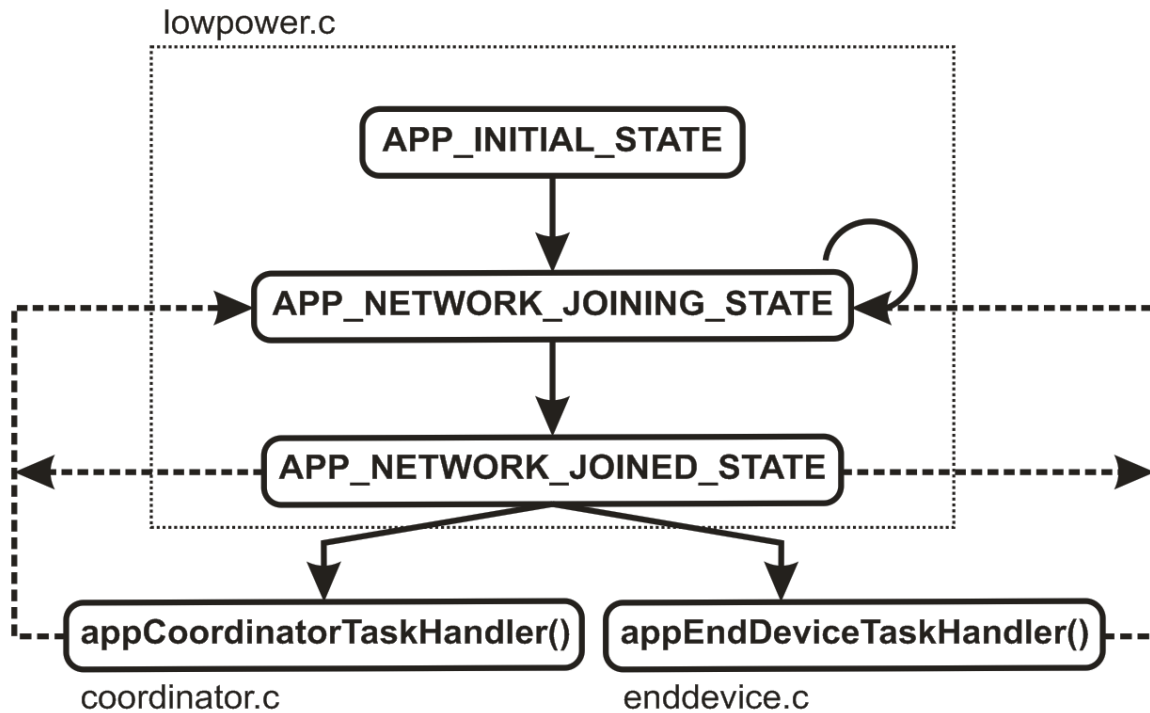 lowpower.c
APP_INITIAL_STATE
APP_NETWORK_JOINING_STATE
APP_NETWORK_JOINED_STATE
appCoordinatorTaskHandler()
appEndDeviceTaskHandler()
coordinator.c
enddevice.c